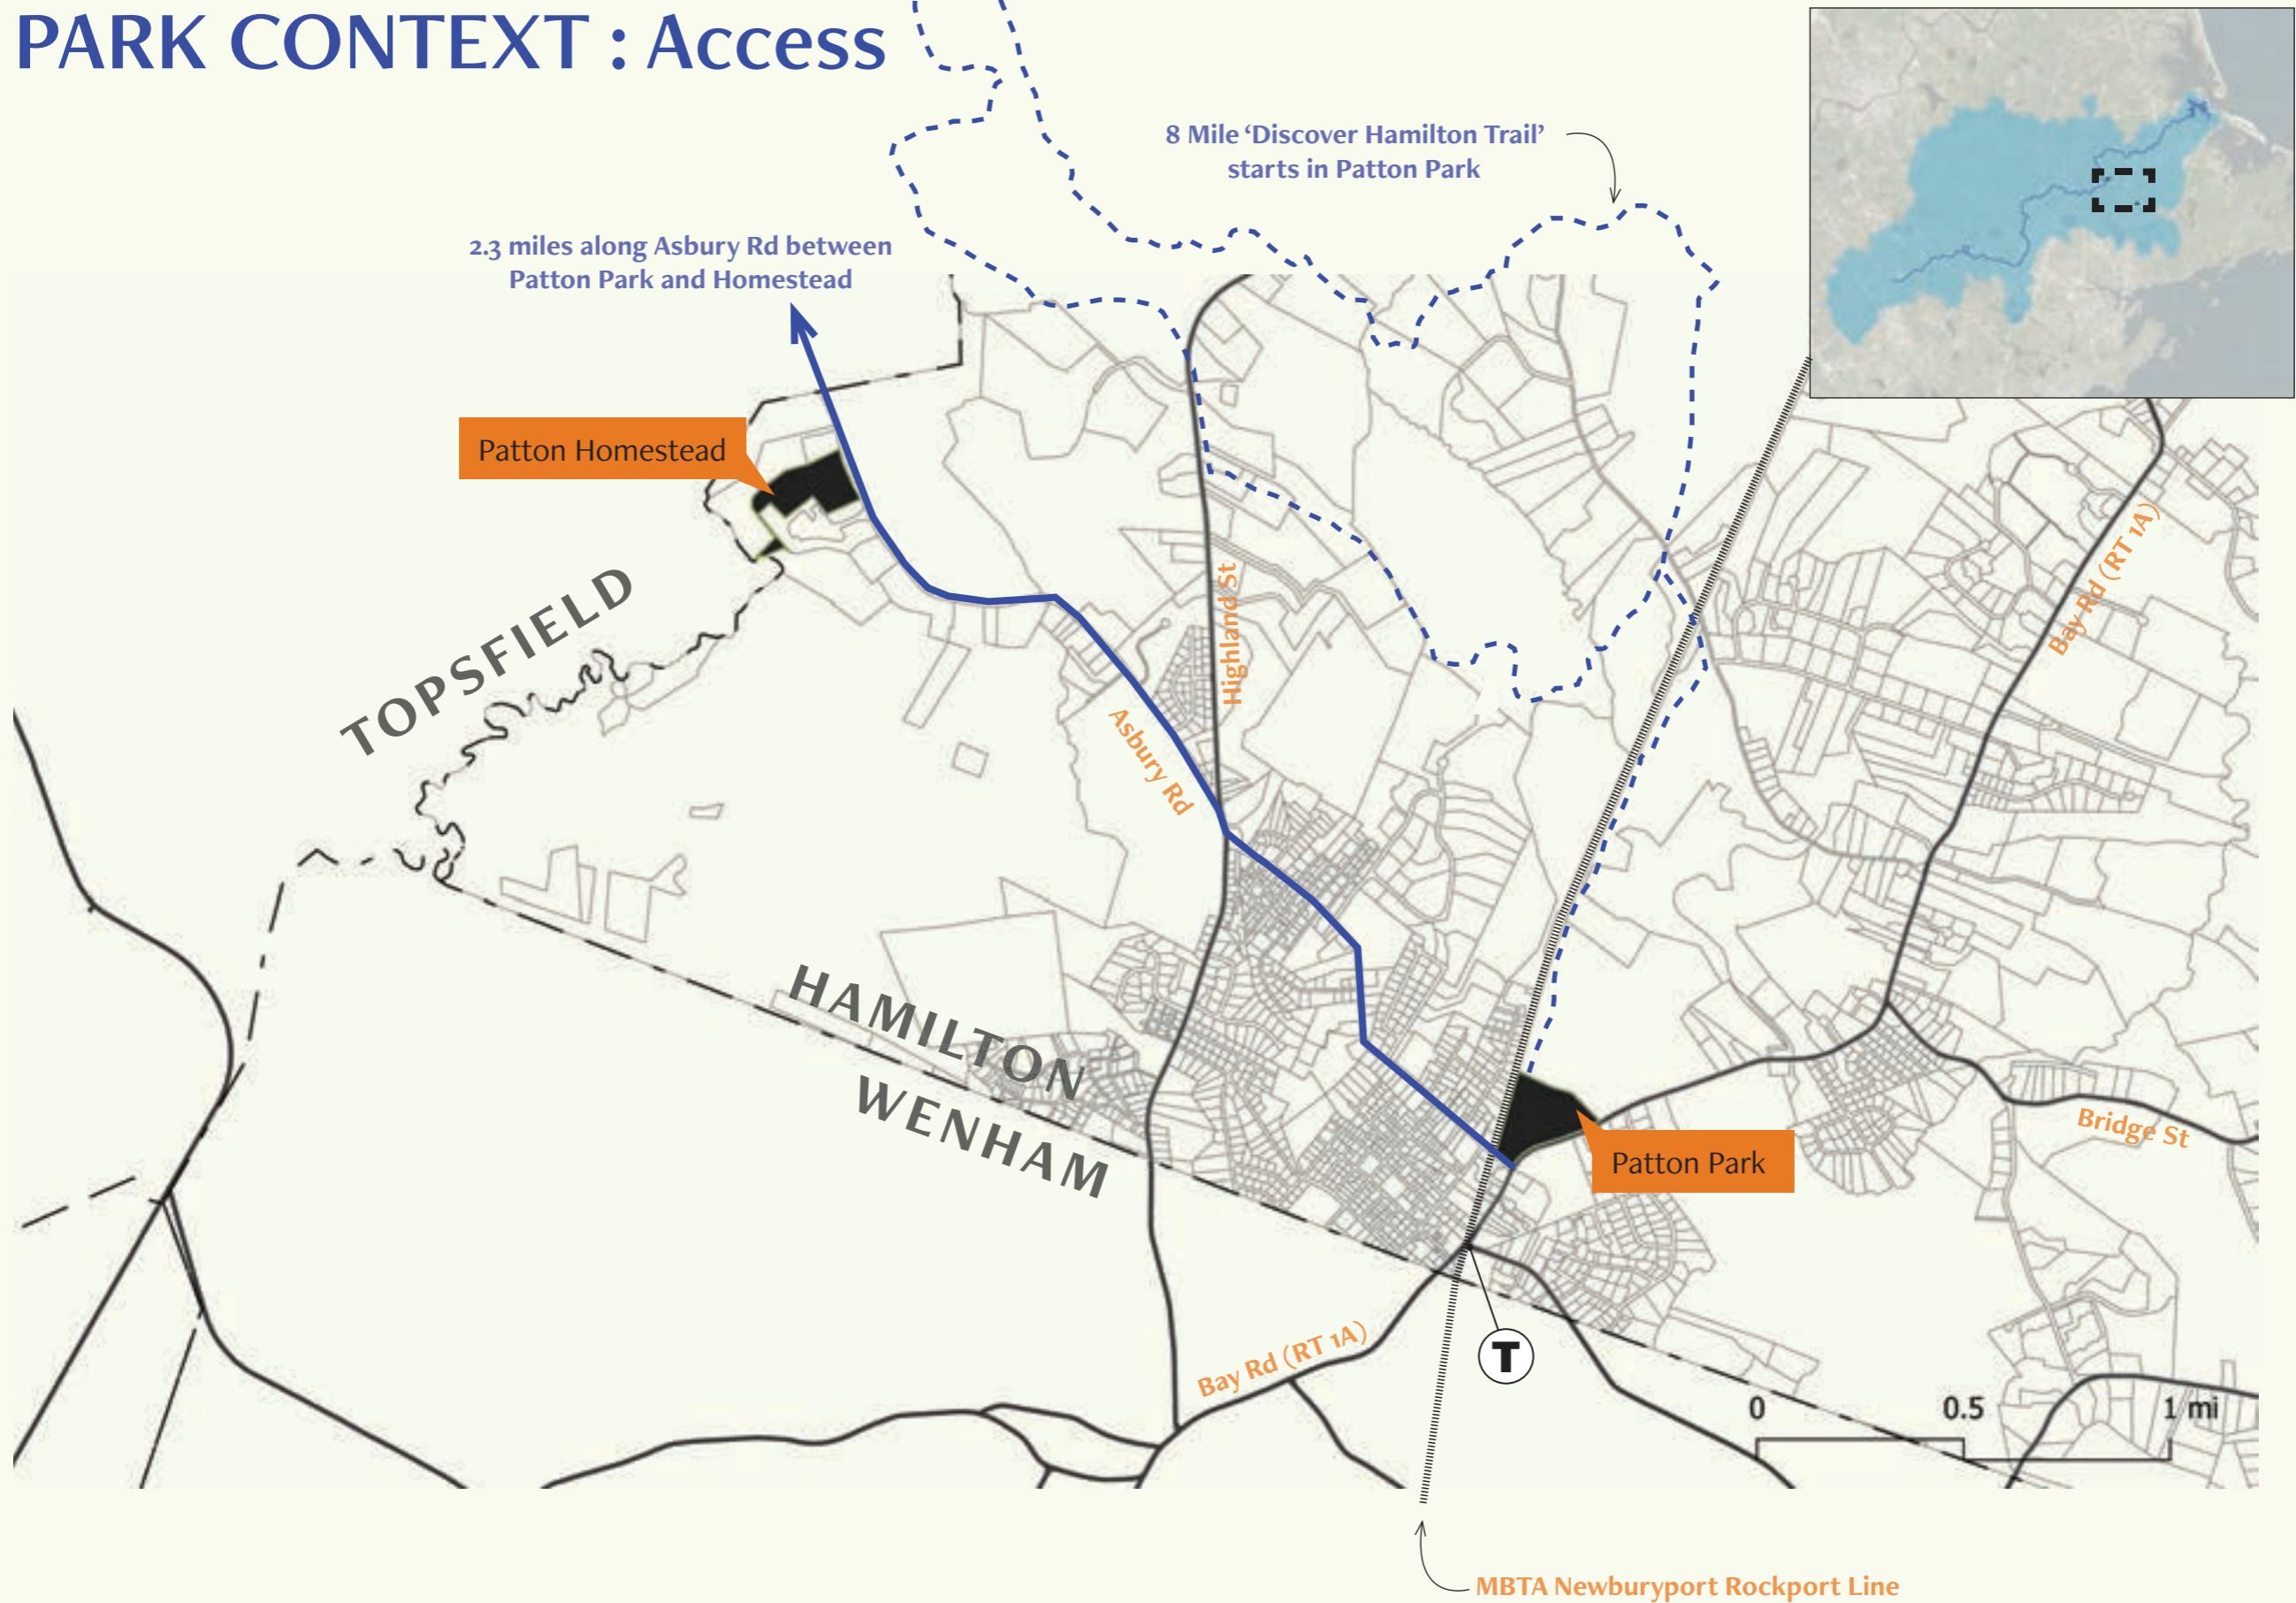 PARK CONTEXT : Access
8 Mile ‘Discover Hamilton Trail’
starts in Patton Park
2.3 miles along Asbury Rd between
Patton Park and Homestead
Patton Homestead
TOPSFIELD
Highland St
Bay Rd (RT 1A)
Asbury Rd
HAMILTON
WENHAM
Bridge St
Patton Park
Bay Rd (RT 1A)
T
0 0.5 1 mi
MBTA Newburyport Rockport Line